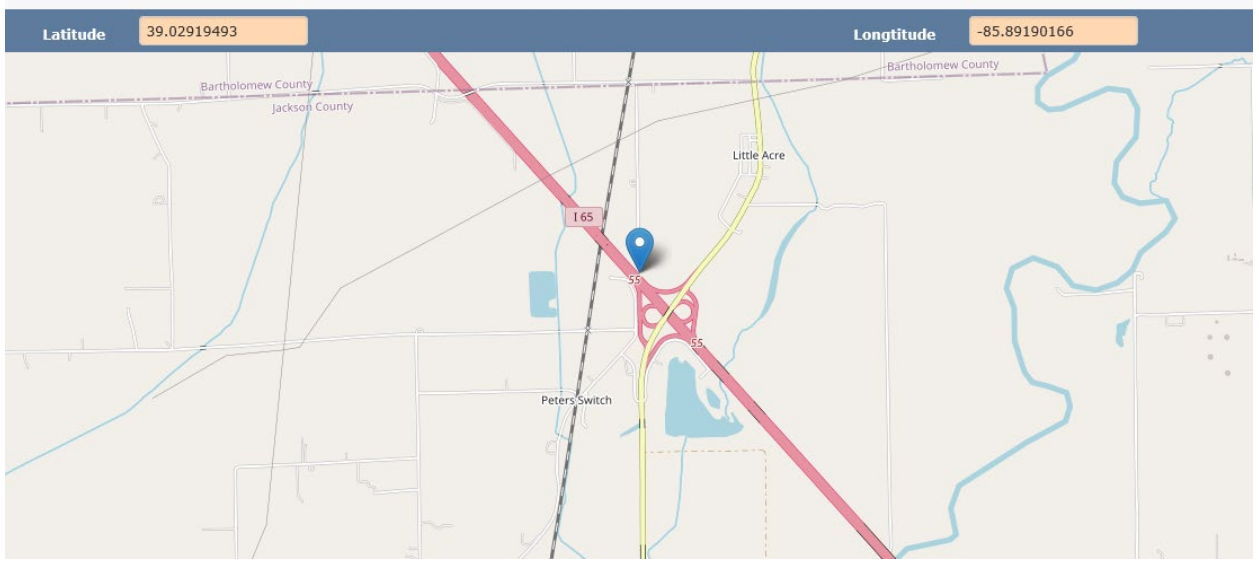 Latitude 39.02919493 Longtitude -85.89190166
Bartholomew County
Bartholomew County
Jackson County
Little Acre
I 65
55
55
Peters Switch